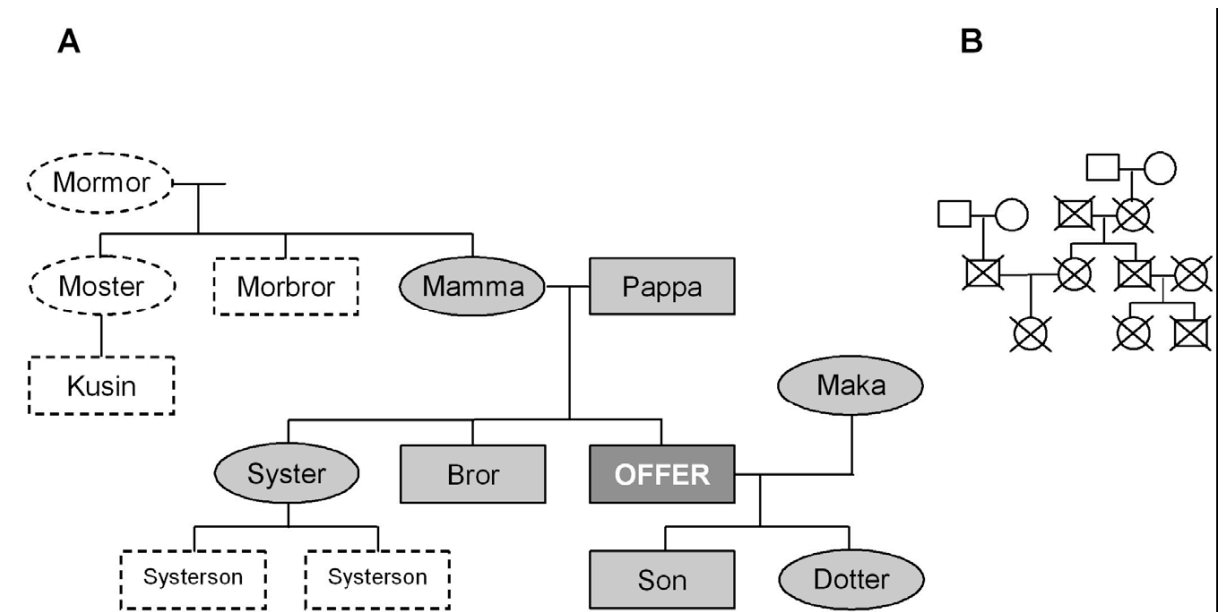 A
B
Mormor
Moster
Morbror
Mamma
Pappa
Kusin
Maka
Syster
Bror
OFFER
Systerson
Systerson
Son
Dotter